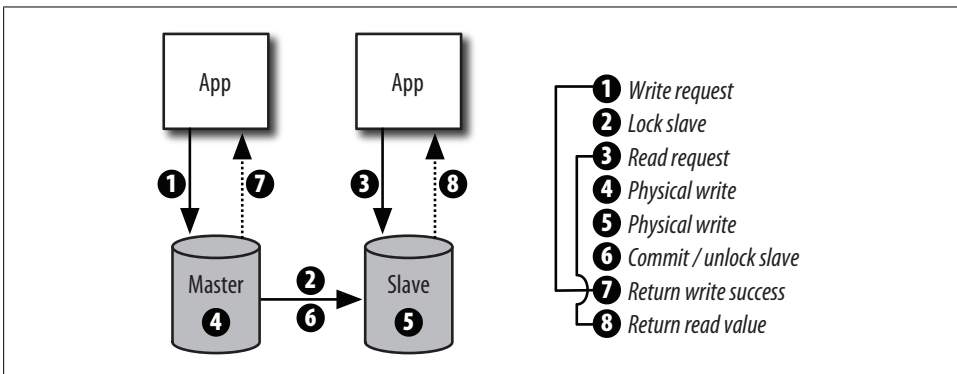 App
App
1
7
3
8
Master
2
Slave
4
6
5
1 Write request
2 Lock slave
3 Read request
4 Physical write
5 Physical write
6 Commit / unlock slave
7 Return write success
8 Return read value